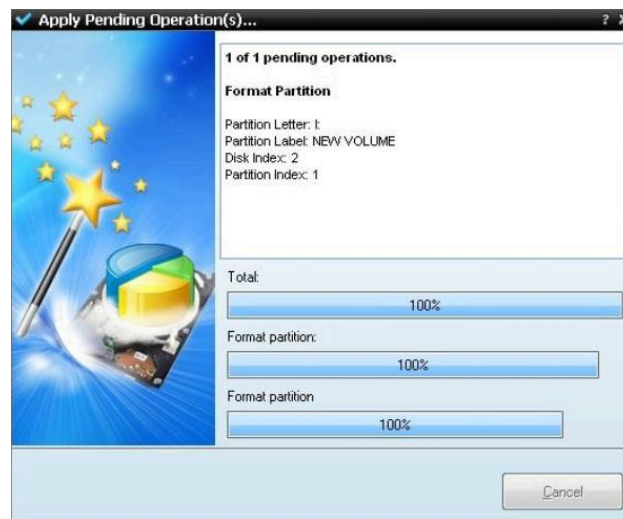 Apply Pending Operation(s)...
?
1 of 1 pending operations.
Format Partition
Partition Letter: I:
Partition Label: NEW VOLUME
Disk Index: 2
Partition Index: 1
Total:
100%
Format partition:
100%
Format partition
100%
Cancel